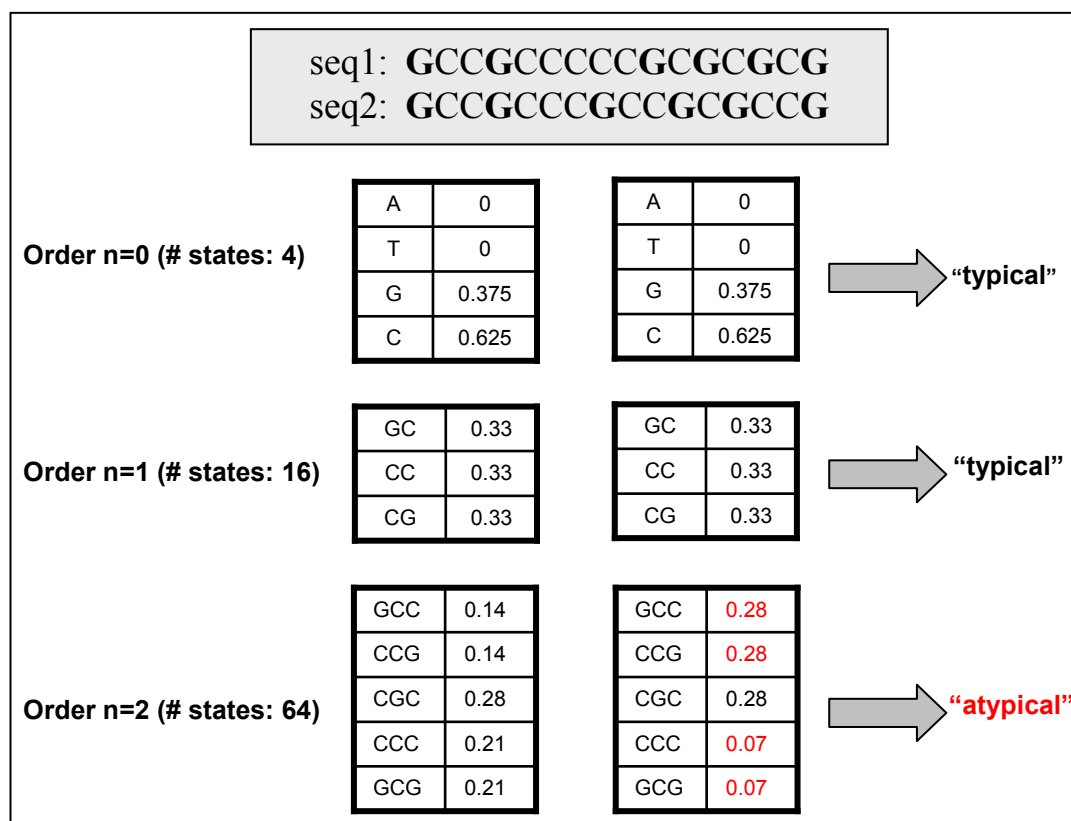 seq1: GCCGCCCCCGCGCGCG
seq2: GCCGCCCGCCGCGCCG
Order n=0 (# states: 4)
A 0
T 0
G 0.375
C 0.625
A 0
T 0
G 0.375
C 0.625
“typical”
Order n=1 (# states: 16)
GC 0.33
CC 0.33
CG 0.33
GC 0.33
CC 0.33
CG 0.33
“typical”
Order n=2 (# states: 64)
GCC 0.14
CCG 0.14
CGC 0.28
CCC 0.21
GCG 0.21
GCC 0.28
CCG 0.28
CGC 0.28
CCC 0.07
GCG 0.07
“atypical”